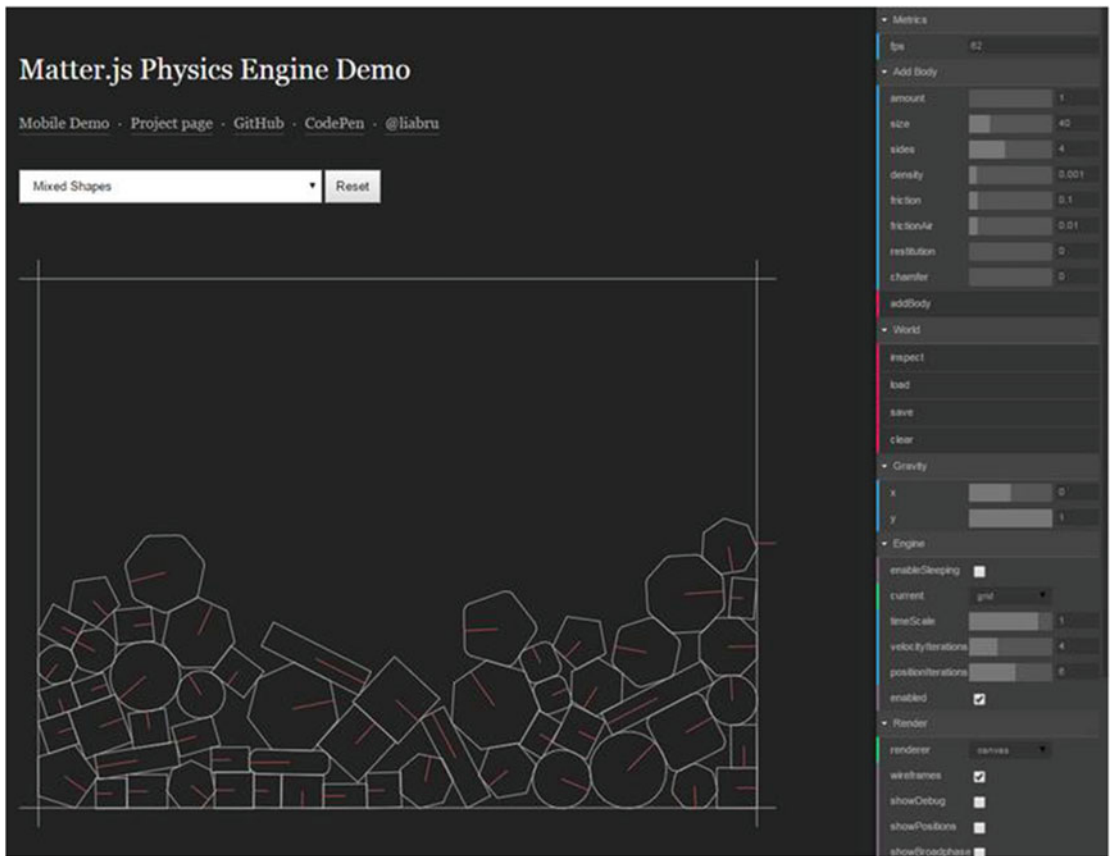 Matter.js Physics Engine Demo
Mobile Demo · Project page · GitHub · CodePen · @liabru
Mixed Shapes
Reset
Metrics
fps 62
Add Body
amount 1
size 40
sides 4
density 0.001
friction 0.1
frictionAir 0.01
restitution 0
chamfer 0
addBody
World
inspect
load
save
clear
Gravity
x 0
y 1
Engine
enableSleeping
current grid
timeScale 1
velocityIterations 4
positionIterations 6
enabled
Render
renderer canvas
wireframes
showDebug
showPositions
showBroadphase